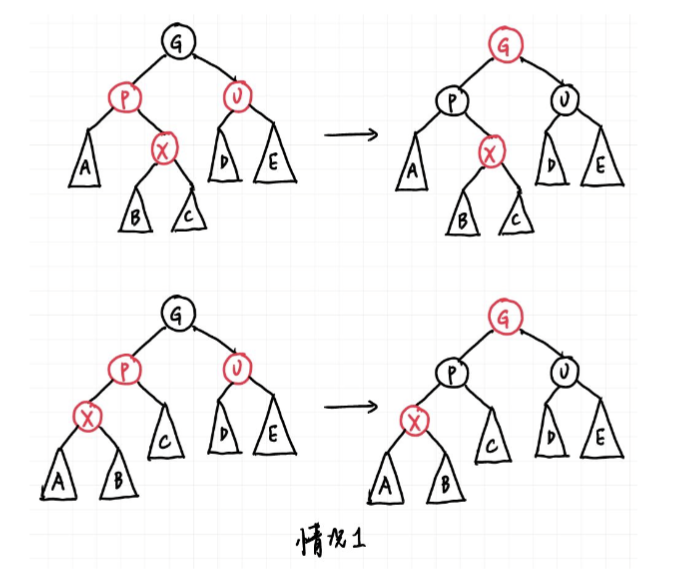 G G
P U P U
A X D E A X D E
B C B C
G G
P U P U
X C D E X C D E
A B A B
情况1